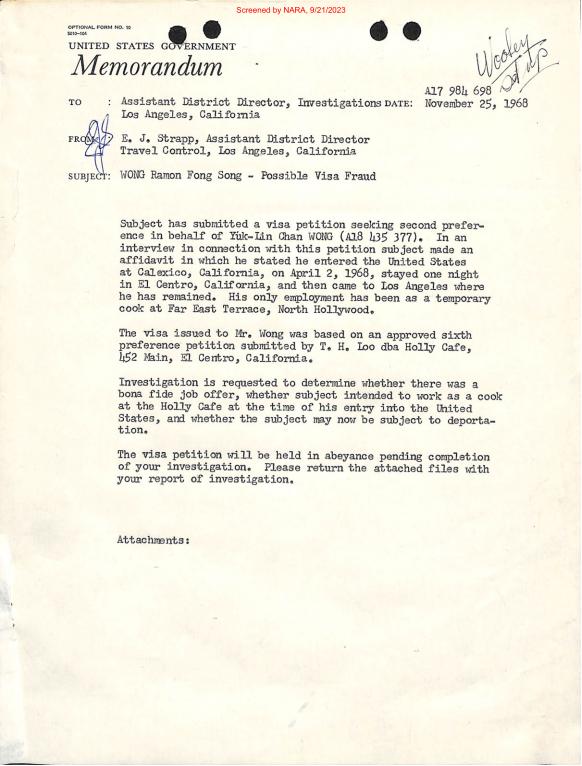 Screened by NARA, 9/21/2023
OPTIONAL FORM NO. 10
5010-104
UNITED STATES GOVERNMENT
Memorandum
Wooley
Set up
A17 984 698
TO : Assistant District Director, Investigations DATE: November 25, 1968
Los Angeles, California
FROM : E. J. Strapp, Assistant District Director
Travel Control, Los Angeles, California
SUBJECT: WONG Ramon Fong Song - Possible Visa Fraud
Subject has submitted a visa petition seeking second prefer-
ence in behalf of Yuk-Lin Chan WONG (A18 435 377). In an
interview in connection with this petition subject made an
affidavit in which he stated he entered the United States
at Calexico, California, on April 2, 1968, stayed one night
in El Centro, California, and then came to Los Angeles where
he has remained. His only employment has been as a temporary
cook at Far East Terrace, North Hollywood.
The visa issued to Mr. Wong was based on an approved sixth
preference petition submitted by T. H. Loo dba Holly Cafe,
452 Main, El Centro, California.
Investigation is requested to determine whether there was a
bona fide job offer, whether subject intended to work as a cook
at the Holly Cafe at the time of his entry into the United
States, and whether the subject may now be subject to deporta-
tion.
The visa petition will be held in abeyance pending completion
of your investigation. Please return the attached files with
your report of investigation.
Attachments: